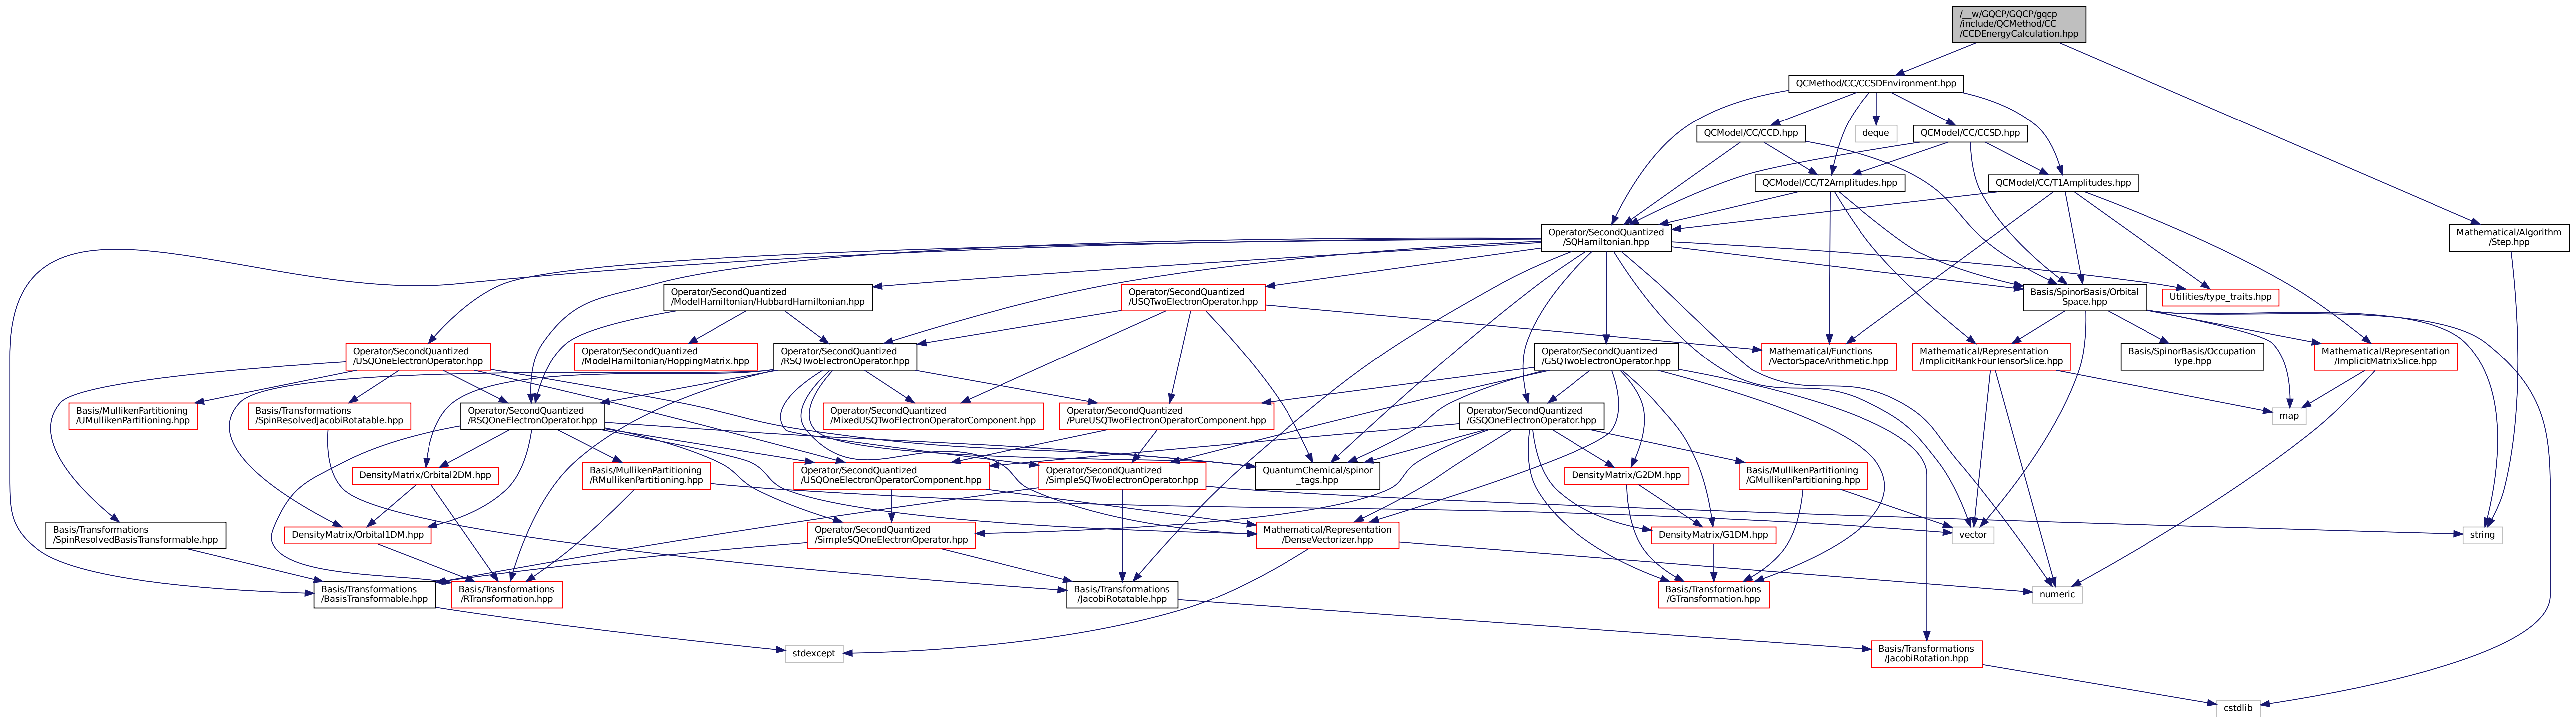 /__w/GQCP/GQCP/gqcp
/include/QCMethod/CC
/CCDEnergyCalculation.hpp
QCMethod/CC/CCSDEnvironment.hpp
QCModel/CC/CCD.hpp
deque
QCModel/CC/CCSD.hpp
QCModel/CC/T2Amplitudes.hpp
QCModel/CC/T1Amplitudes.hpp
Operator/SecondQuantized
/SQHamiltonian.hpp
Mathematical/Algorithm
/Step.hpp
Operator/SecondQuantized
/ModelHamiltonian/HubbardHamiltonian.hpp
Operator/SecondQuantized
/USQTwoElectronOperator.hpp
Basis/SpinorBasis/Orbital
Space.hpp
Utilities/type_traits.hpp
Operator/SecondQuantized
/USQOneElectronOperator.hpp
Operator/SecondQuantized
/ModelHamiltonian/HoppingMatrix.hpp
Operator/SecondQuantized
/RSQTwoElectronOperator.hpp
Mathematical/Functions
/VectorSpaceArithmetic.hpp
Operator/SecondQuantized
/GSQTwoElectronOperator.hpp
Mathematical/Representation
/ImplicitRankFourTensorSlice.hpp
Basis/SpinorBasis/Occupation
Type.hpp
Mathematical/Representation
/ImplicitMatrixSlice.hpp
Basis/MullikenPartitioning
/UMullikenPartitioning.hpp
Basis/Transformations
/SpinResolvedJacobiRotatable.hpp
Operator/SecondQuantized
/RSQOneElectronOperator.hpp
Operator/SecondQuantized
/MixedUSQTwoElectronOperatorComponent.hpp
Operator/SecondQuantized
/PureUSQTwoElectronOperatorComponent.hpp
Operator/SecondQuantized
/GSQOneElectronOperator.hpp
map
DensityMatrix/Orbital2DM.hpp
Basis/MullikenPartitioning
/RMullikenPartitioning.hpp
Operator/SecondQuantized
/USQOneElectronOperatorComponent.hpp
Operator/SecondQuantized
/SimpleSQTwoElectronOperator.hpp
QuantumChemical/spinor
_tags.hpp
DensityMatrix/G2DM.hpp
Basis/MullikenPartitioning
/GMullikenPartitioning.hpp
Basis/Transformations
/SpinResolvedBasisTransformable.hpp
DensityMatrix/Orbital1DM.hpp
Operator/SecondQuantized
/SimpleSQOneElectronOperator.hpp
Mathematical/Representation
/DenseVectorizer.hpp
DensityMatrix/G1DM.hpp
vector
string
Basis/Transformations
/BasisTransformable.hpp
Basis/Transformations
/RTransformation.hpp
Basis/Transformations
/JacobiRotatable.hpp
Basis/Transformations
/GTransformation.hpp
numeric
stdexcept
Basis/Transformations
/JacobiRotation.hpp
cstdlib